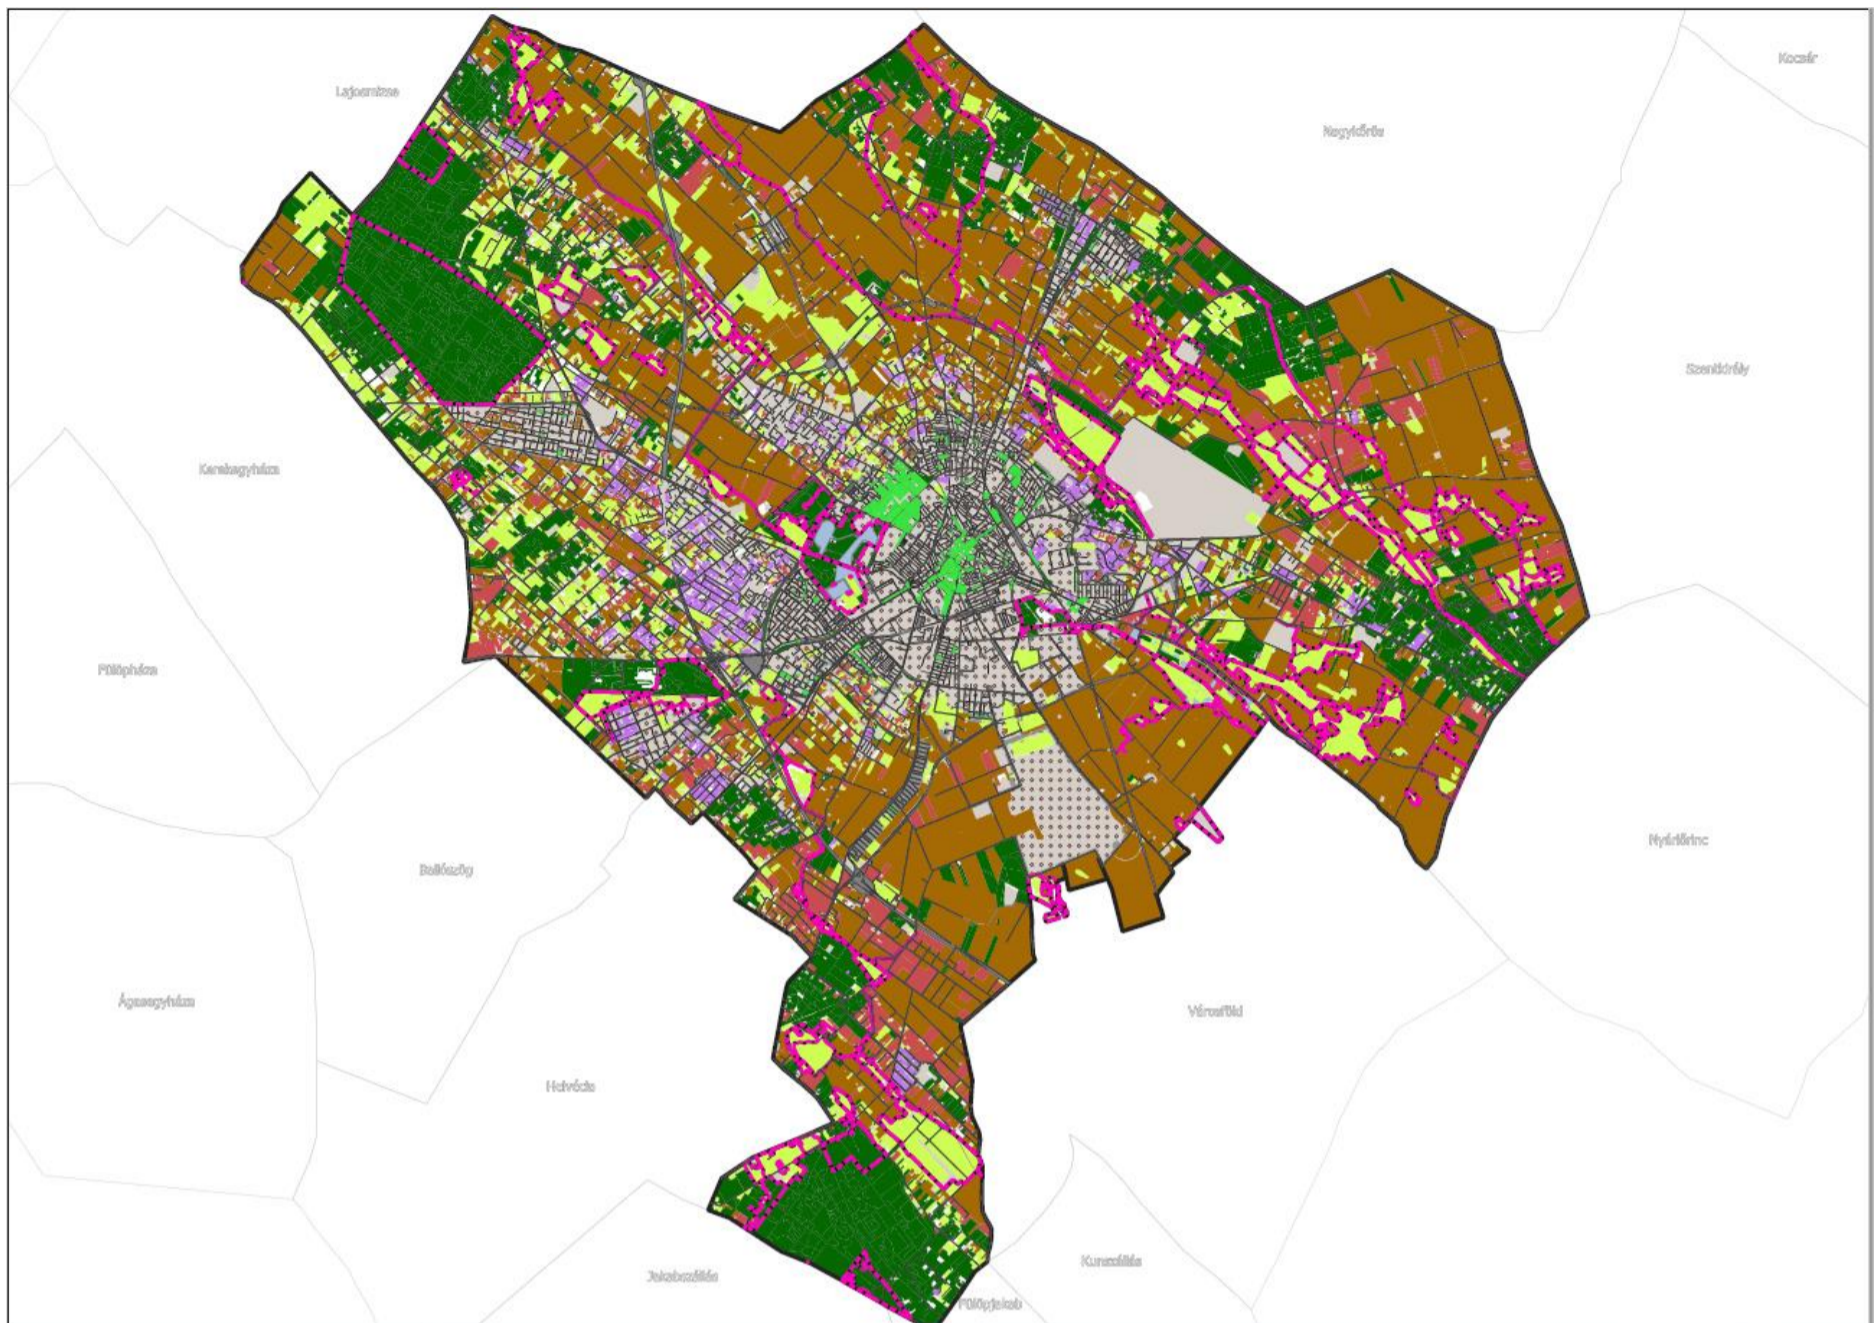 Kocsér
Lajosmizse
Nagykőrös
Szentkirály
Kerekegyháza
Fülöpháza
Nyárlőrinc
Ballószög
Ágasegyháza
Városföld
Helvécia
Kunszállás
Jakabszállás
Fülöpjakab